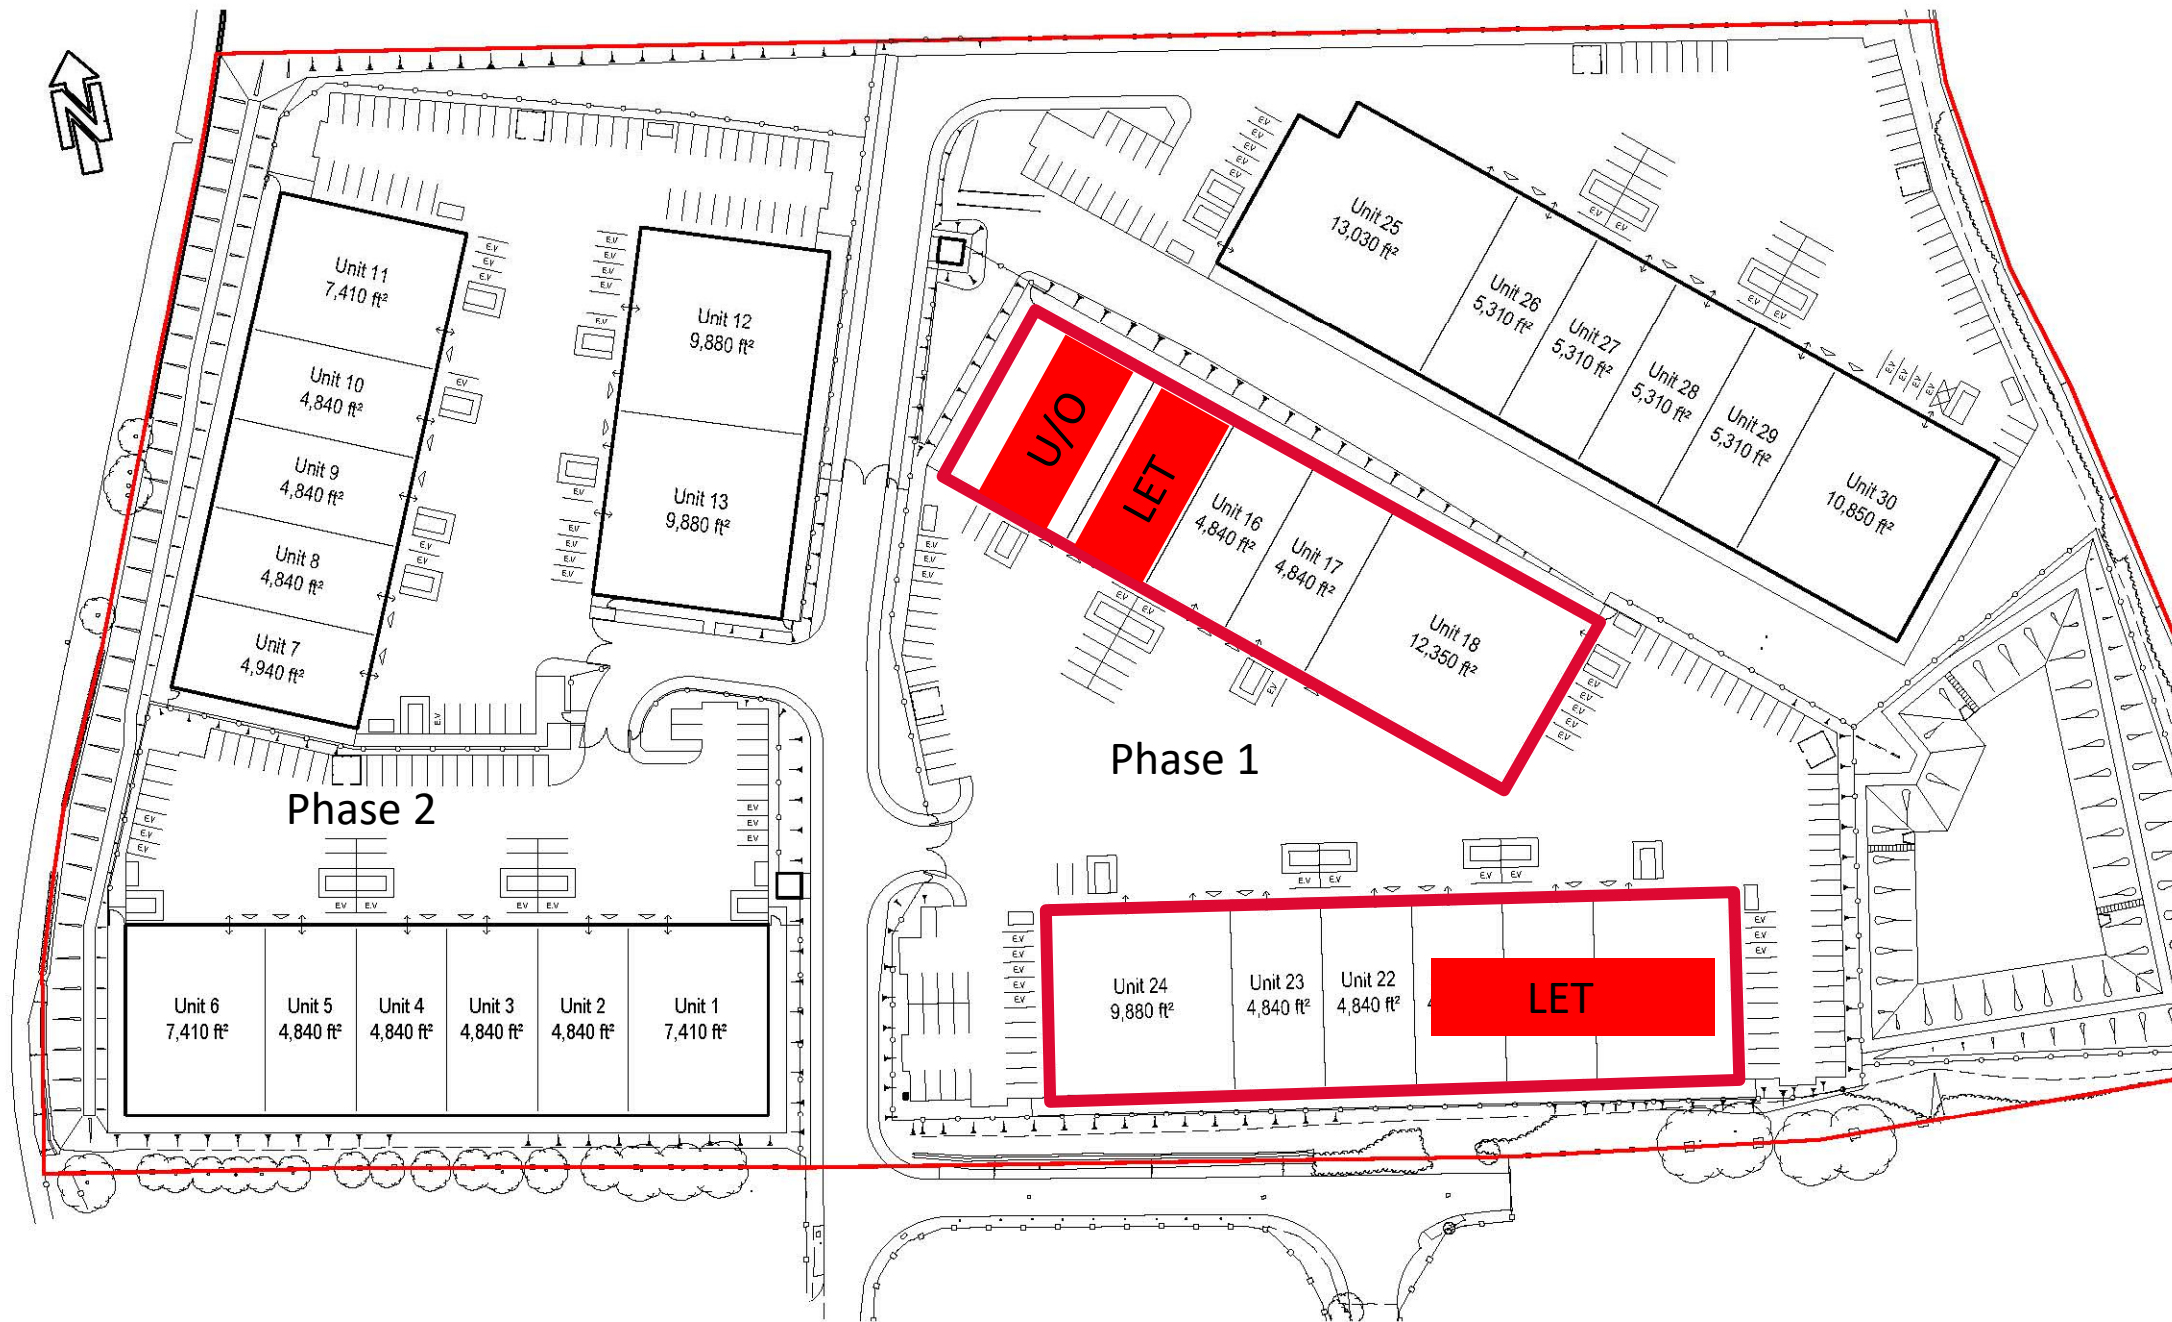 N
Unit 11
7,410 ft²
Unit 10
4,840 ft²
Unit 9
4,840 ft²
Unit 8
4,840 ft²
Unit 7
4,940 ft²
Unit 12
9,880 ft²
Unit 13
9,880 ft²
Unit 25
13,030 ft²
Unit 26
5,310 ft²
Unit 27
5,310 ft²
Unit 28
5,310 ft²
Unit 29
5,310 ft²
Unit 30
10,850 ft²
U/O
LET
Unit 16
4,840 ft²
Unit 17
4,840 ft²
Unit 18
12,350 ft²
Phase 1
Phase 2
Unit 6
7,410 ft²
Unit 5
4,840 ft²
Unit 4
4,840 ft²
Unit 3
4,840 ft²
Unit 2
4,840 ft²
Unit 1
7,410 ft²
Unit 24
9,880 ft²
Unit 23
4,840 ft²
Unit 22
4,840 ft²
LET